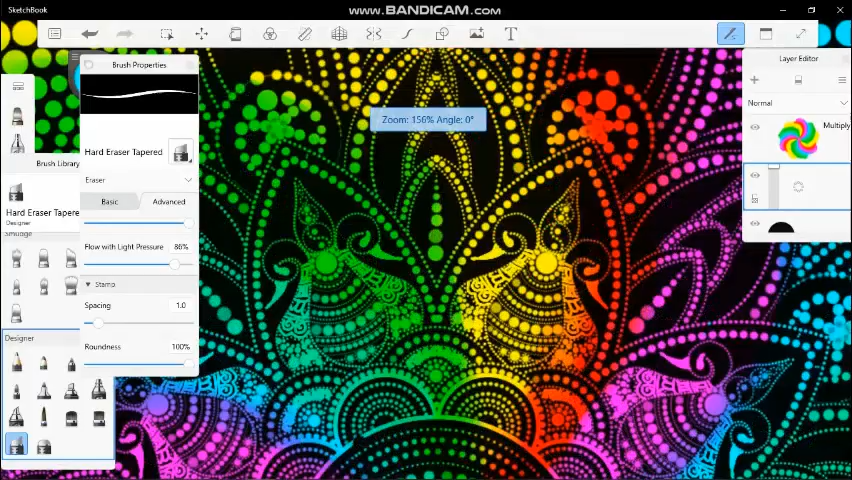 SketchBook
www.BANDICAM.com
Brush Properties
Layer Editor
Zoom: 156% Angle: 0°
Normal
Multiply
Hard Eraser Tapered
Brush Library
Eraser
Basic
Advanced
Hard Eraser Tapere
Designer
Smudge
Flow with Light Pressure
86%
Stamp
Spacing
1.0
Designer
Roundness
100%